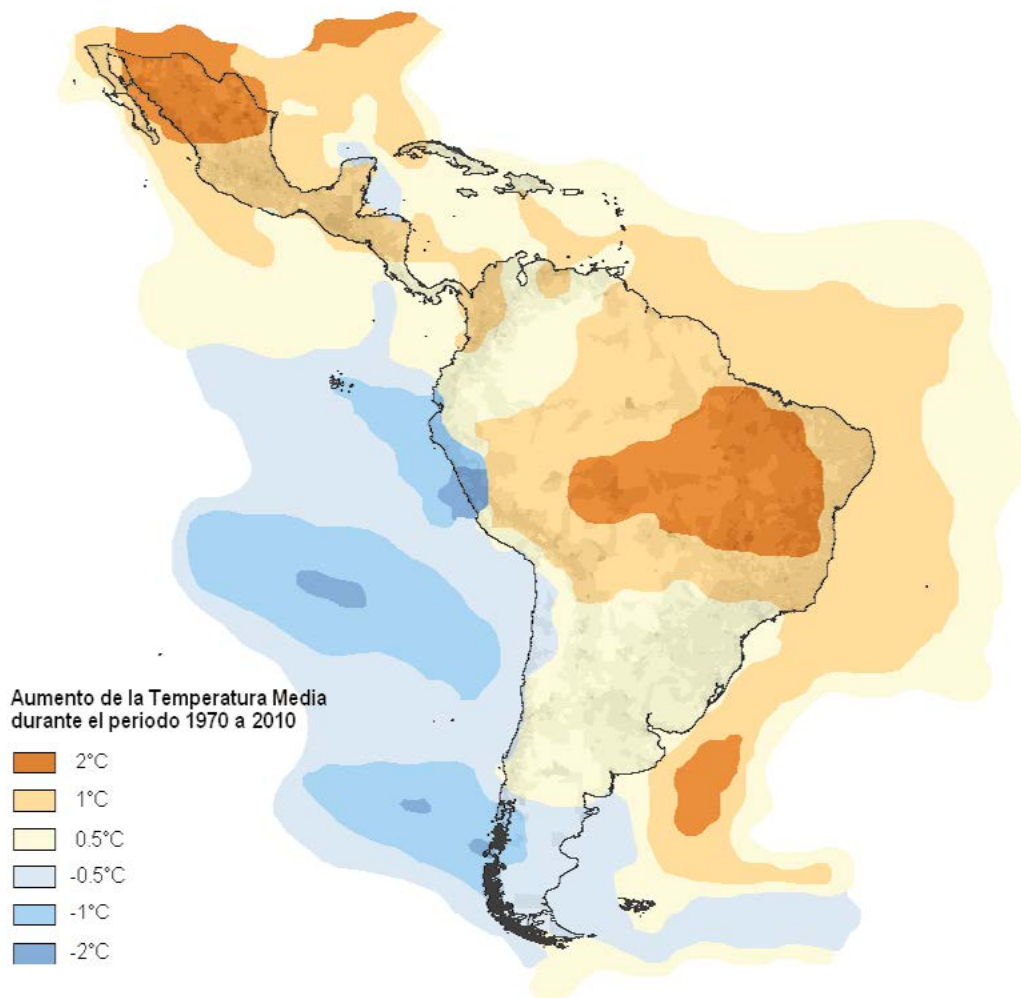 Aumento de la Temperatura Media
durante el periodo 1970 a 2010
2°C
1°C
0.5°C
-0.5°C
-1°C
-2°C